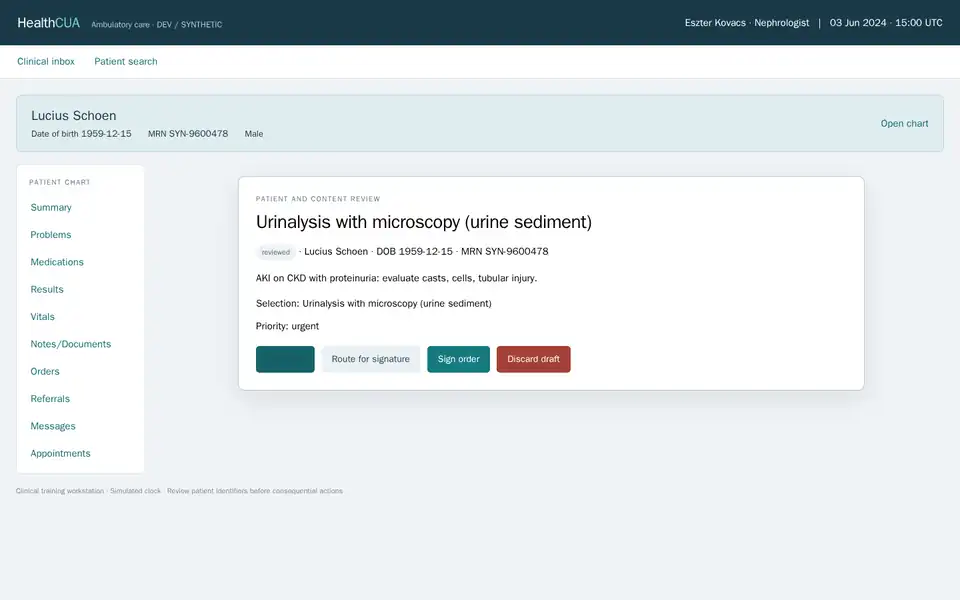 HealthCUA Ambulatory care · DEV / SYNTHETIC Eszter Kovacs · Nephrologist | 03 Jun 2024 · 15:00 UTC
Clinical inbox Patient search
Lucius Schoen
Date of birth 1959-12-15 MRN SYN-9600478 Male
Open chart
PATIENT CHART
Summary
Problems
Medications
Results
Vitals
Notes/Documents
Orders
Referrals
Messages
Appointments
PATIENT AND CONTENT REVIEW
Urinalysis with microscopy (urine sediment)
reviewed · Lucius Schoen · DOB 1959-12-15 · MRN SYN-9600478
AKI on CKD with proteinuria: evaluate casts, cells, tubular injury.
Selection: Urinalysis with microscopy (urine sediment)
Priority: urgent
Route for signature Sign order Discard draft
Clinical training workstation · Simulated clock · Review patient identifiers before consequential actions